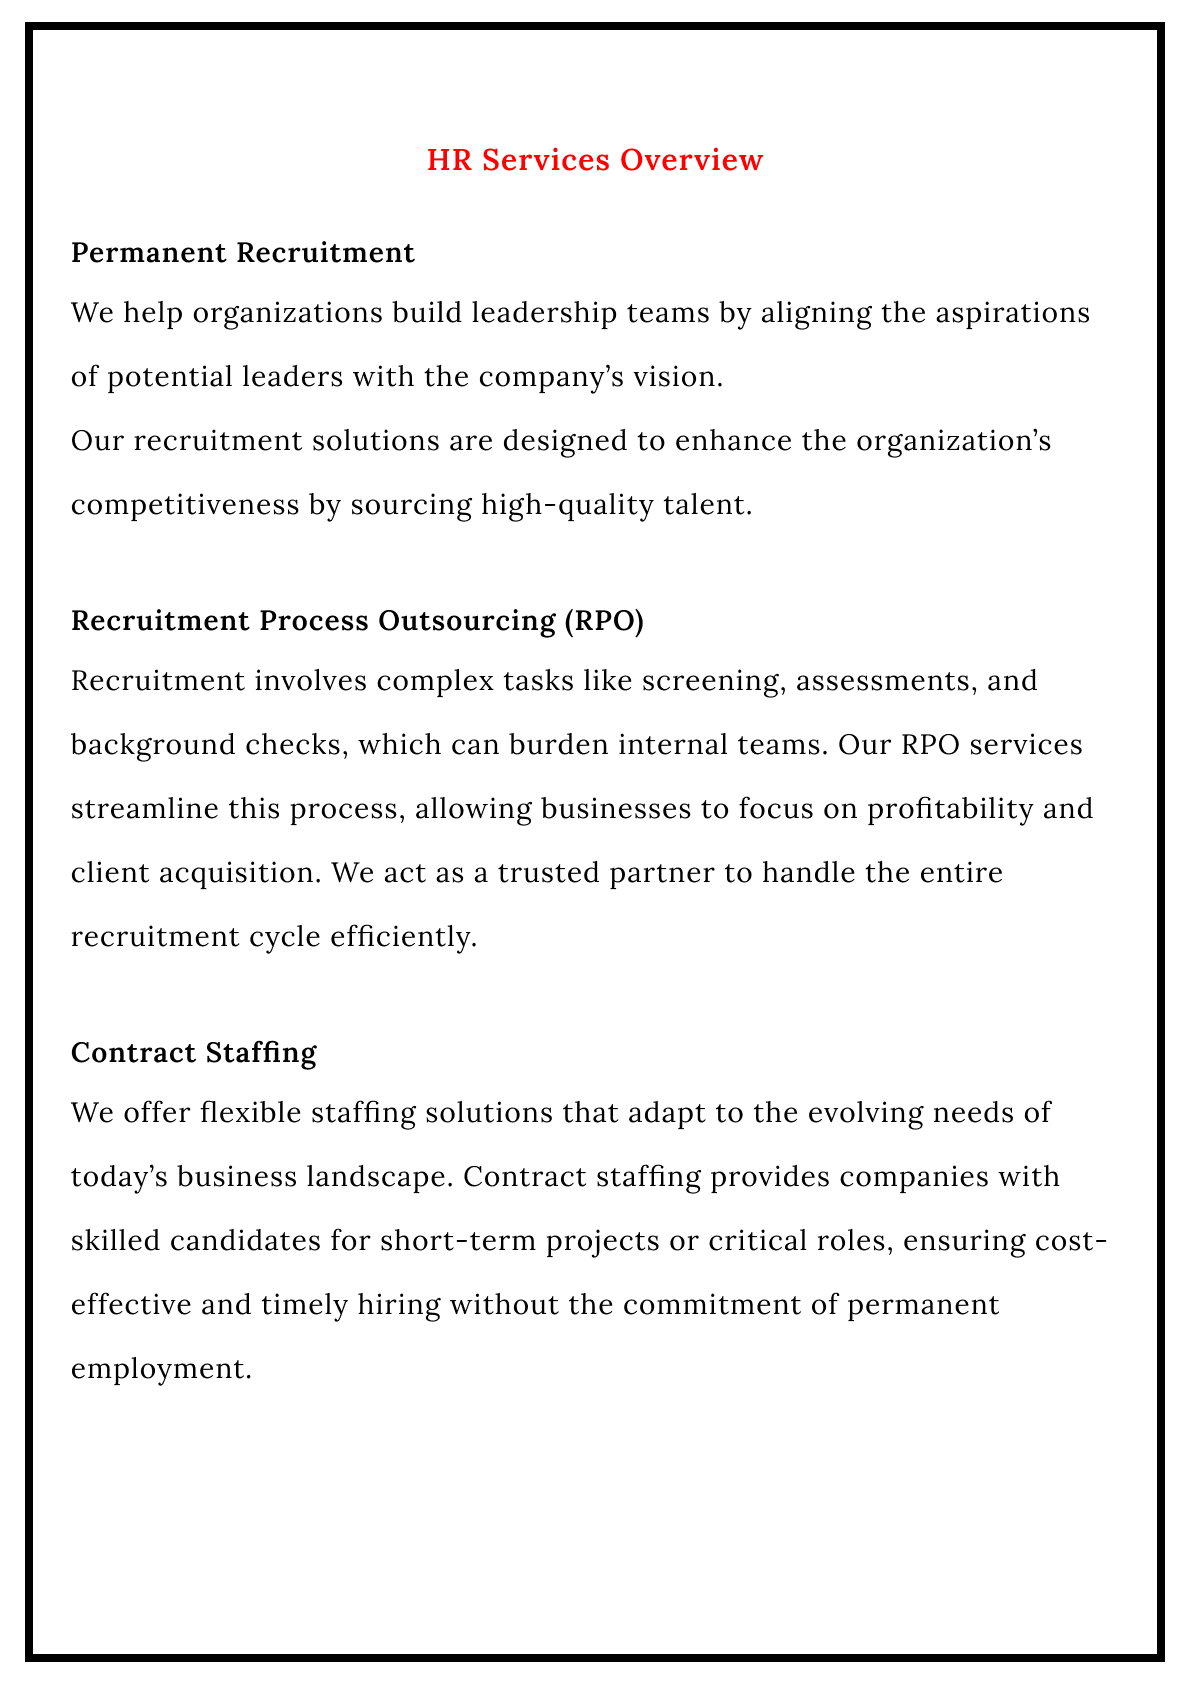 HR Services Overview
Permanent Recruitment
We help organizations build leadership teams by aligning the aspirations
of potential leaders with the company’s vision.
Our recruitment solutions are designed to enhance the organization’s
competitiveness by sourcing high-quality talent.
Recruitment Process Outsourcing (RPO)
Recruitment involves complex tasks like screening, assessments, and
background checks, which can burden internal teams. Our RPO services
streamline this process, allowing businesses to focus on profitability and
client acquisition. We act as a trusted partner to handle the entire
recruitment cycle efficiently.
Contract Staffing
We offer flexible staffing solutions that adapt to the evolving needs of
today’s business landscape. Contract staffing provides companies with
skilled candidates for short-term projects or critical roles, ensuring cost-
effective and timely hiring without the commitment of permanent
employment.